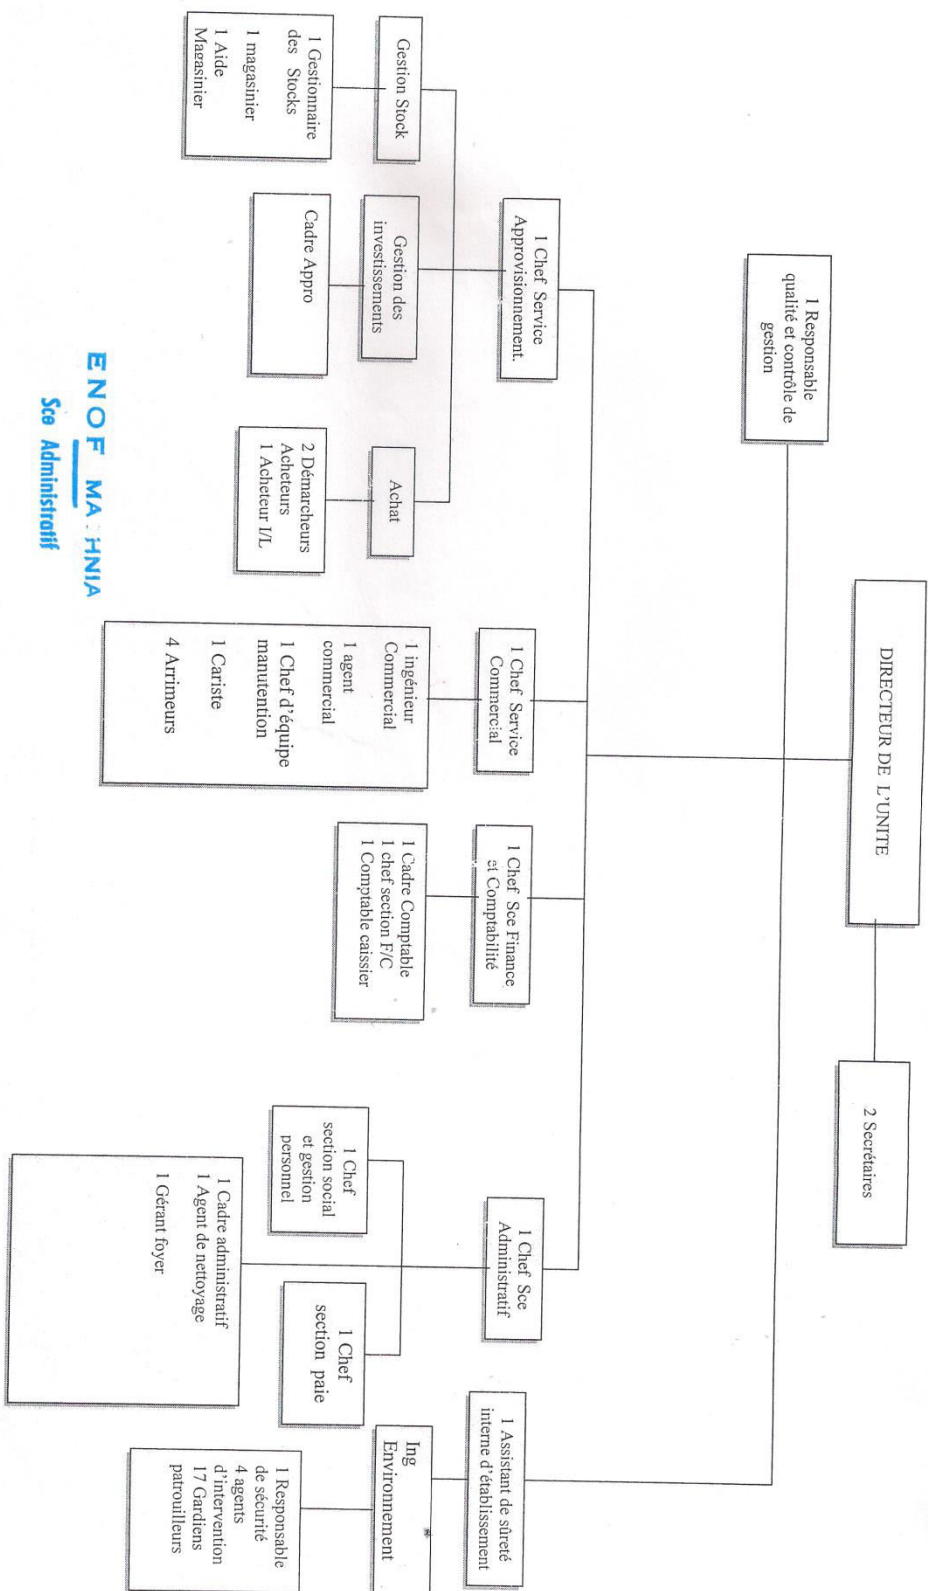 DIRECTEUR DE L'UNITE
2 Secrétaires
1 Responsable
qualité et contrôle de
gestion
1 Chef Service
Approvisionnement.
1 Chef Service
Commercial
1 Chef Sce Finance
et Comptabilité
1 Chef Sce
Administratif
1 Assistant de sûreté
interne d'établissement
Gestion Stock
Gestion des
investissements
Achat
1 Gestionnaire
des Stocks
1 magasinier
1 Aide
Magasinier
Cadre Appro
2 Démarcheurs
Acheteurs
1 Acheteur I/L
1 ingénieur
Commercial
1 agent
commercial
1 Chef d'équipe
manutention
1 Cariste
4 Arrimeurs
1 Cadre Comptable
1 chef section F/C
1 Comptable caissier
1 Chef
section social
et gestion
personnel
1 Chef
section paie
1 Cadre administratif
1 Agent de nettoyage
1 Gérant foyer
Ing
Environnement
1 Responsable
de sécurité
4 agents
d'intervention
17 Gardiens
patrouilleurs
ENOF
Sce Administratif